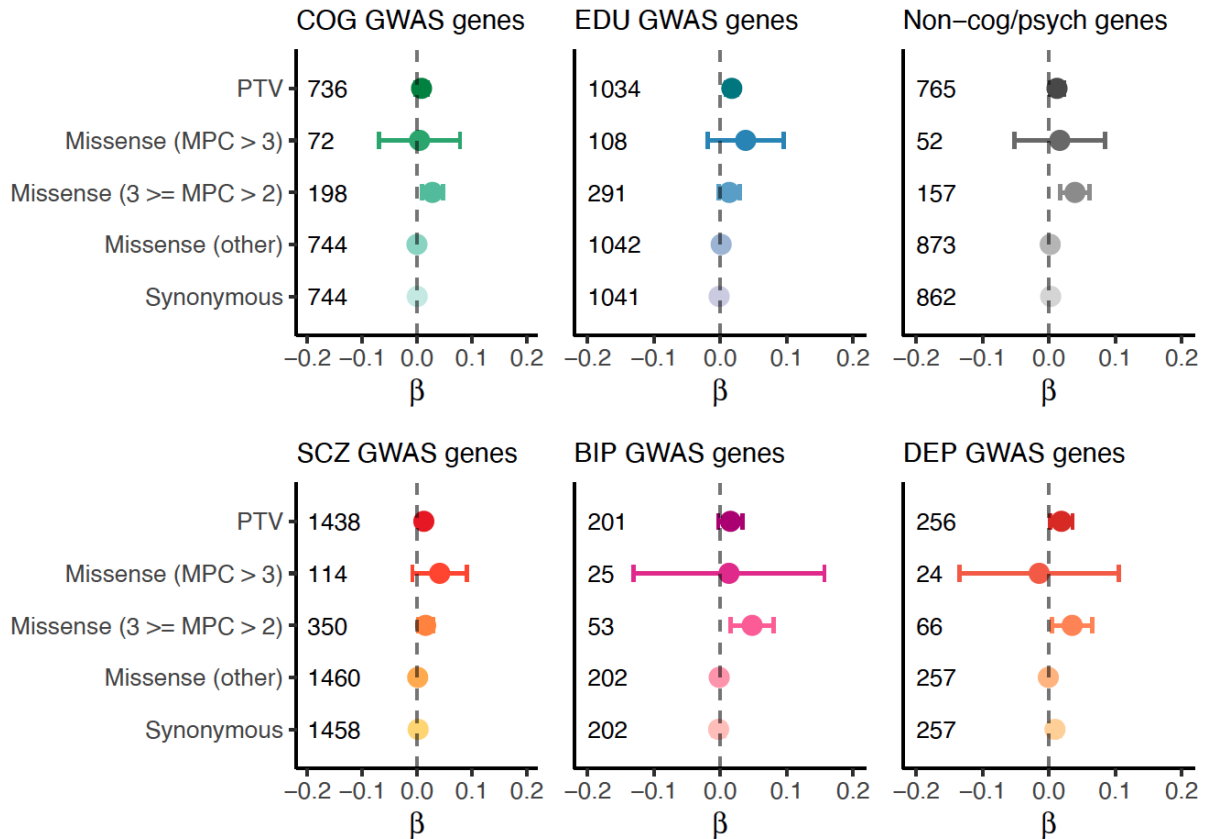 COG GWAS genes EDU GWAS genes Non−cog/psych genes
PTV 736 1034 765
Missense (MPC > 3) 72 108 52
Missense (3 >= MPC > 2) 198 291 157
Missense (other) 744 1042 873
Synonymous 744 1041 862
−0.2 −0.1 0.0 0.1 0.2 −0.2 −0.1 0.0 0.1 0.2 −0.2 −0.1 0.0 0.1 0.2
β β β
SCZ GWAS genes BIP GWAS genes DEP GWAS genes
PTV 1438 201 256
Missense (MPC > 3) 114 25 24
Missense (3 >= MPC > 2) 350 53 66
Missense (other) 1460 202 257
Synonymous 1458 202 257
−0.2 −0.1 0.0 0.1 0.2 −0.2 −0.1 0.0 0.1 0.2 −0.2 −0.1 0.0 0.1 0.2
β β β